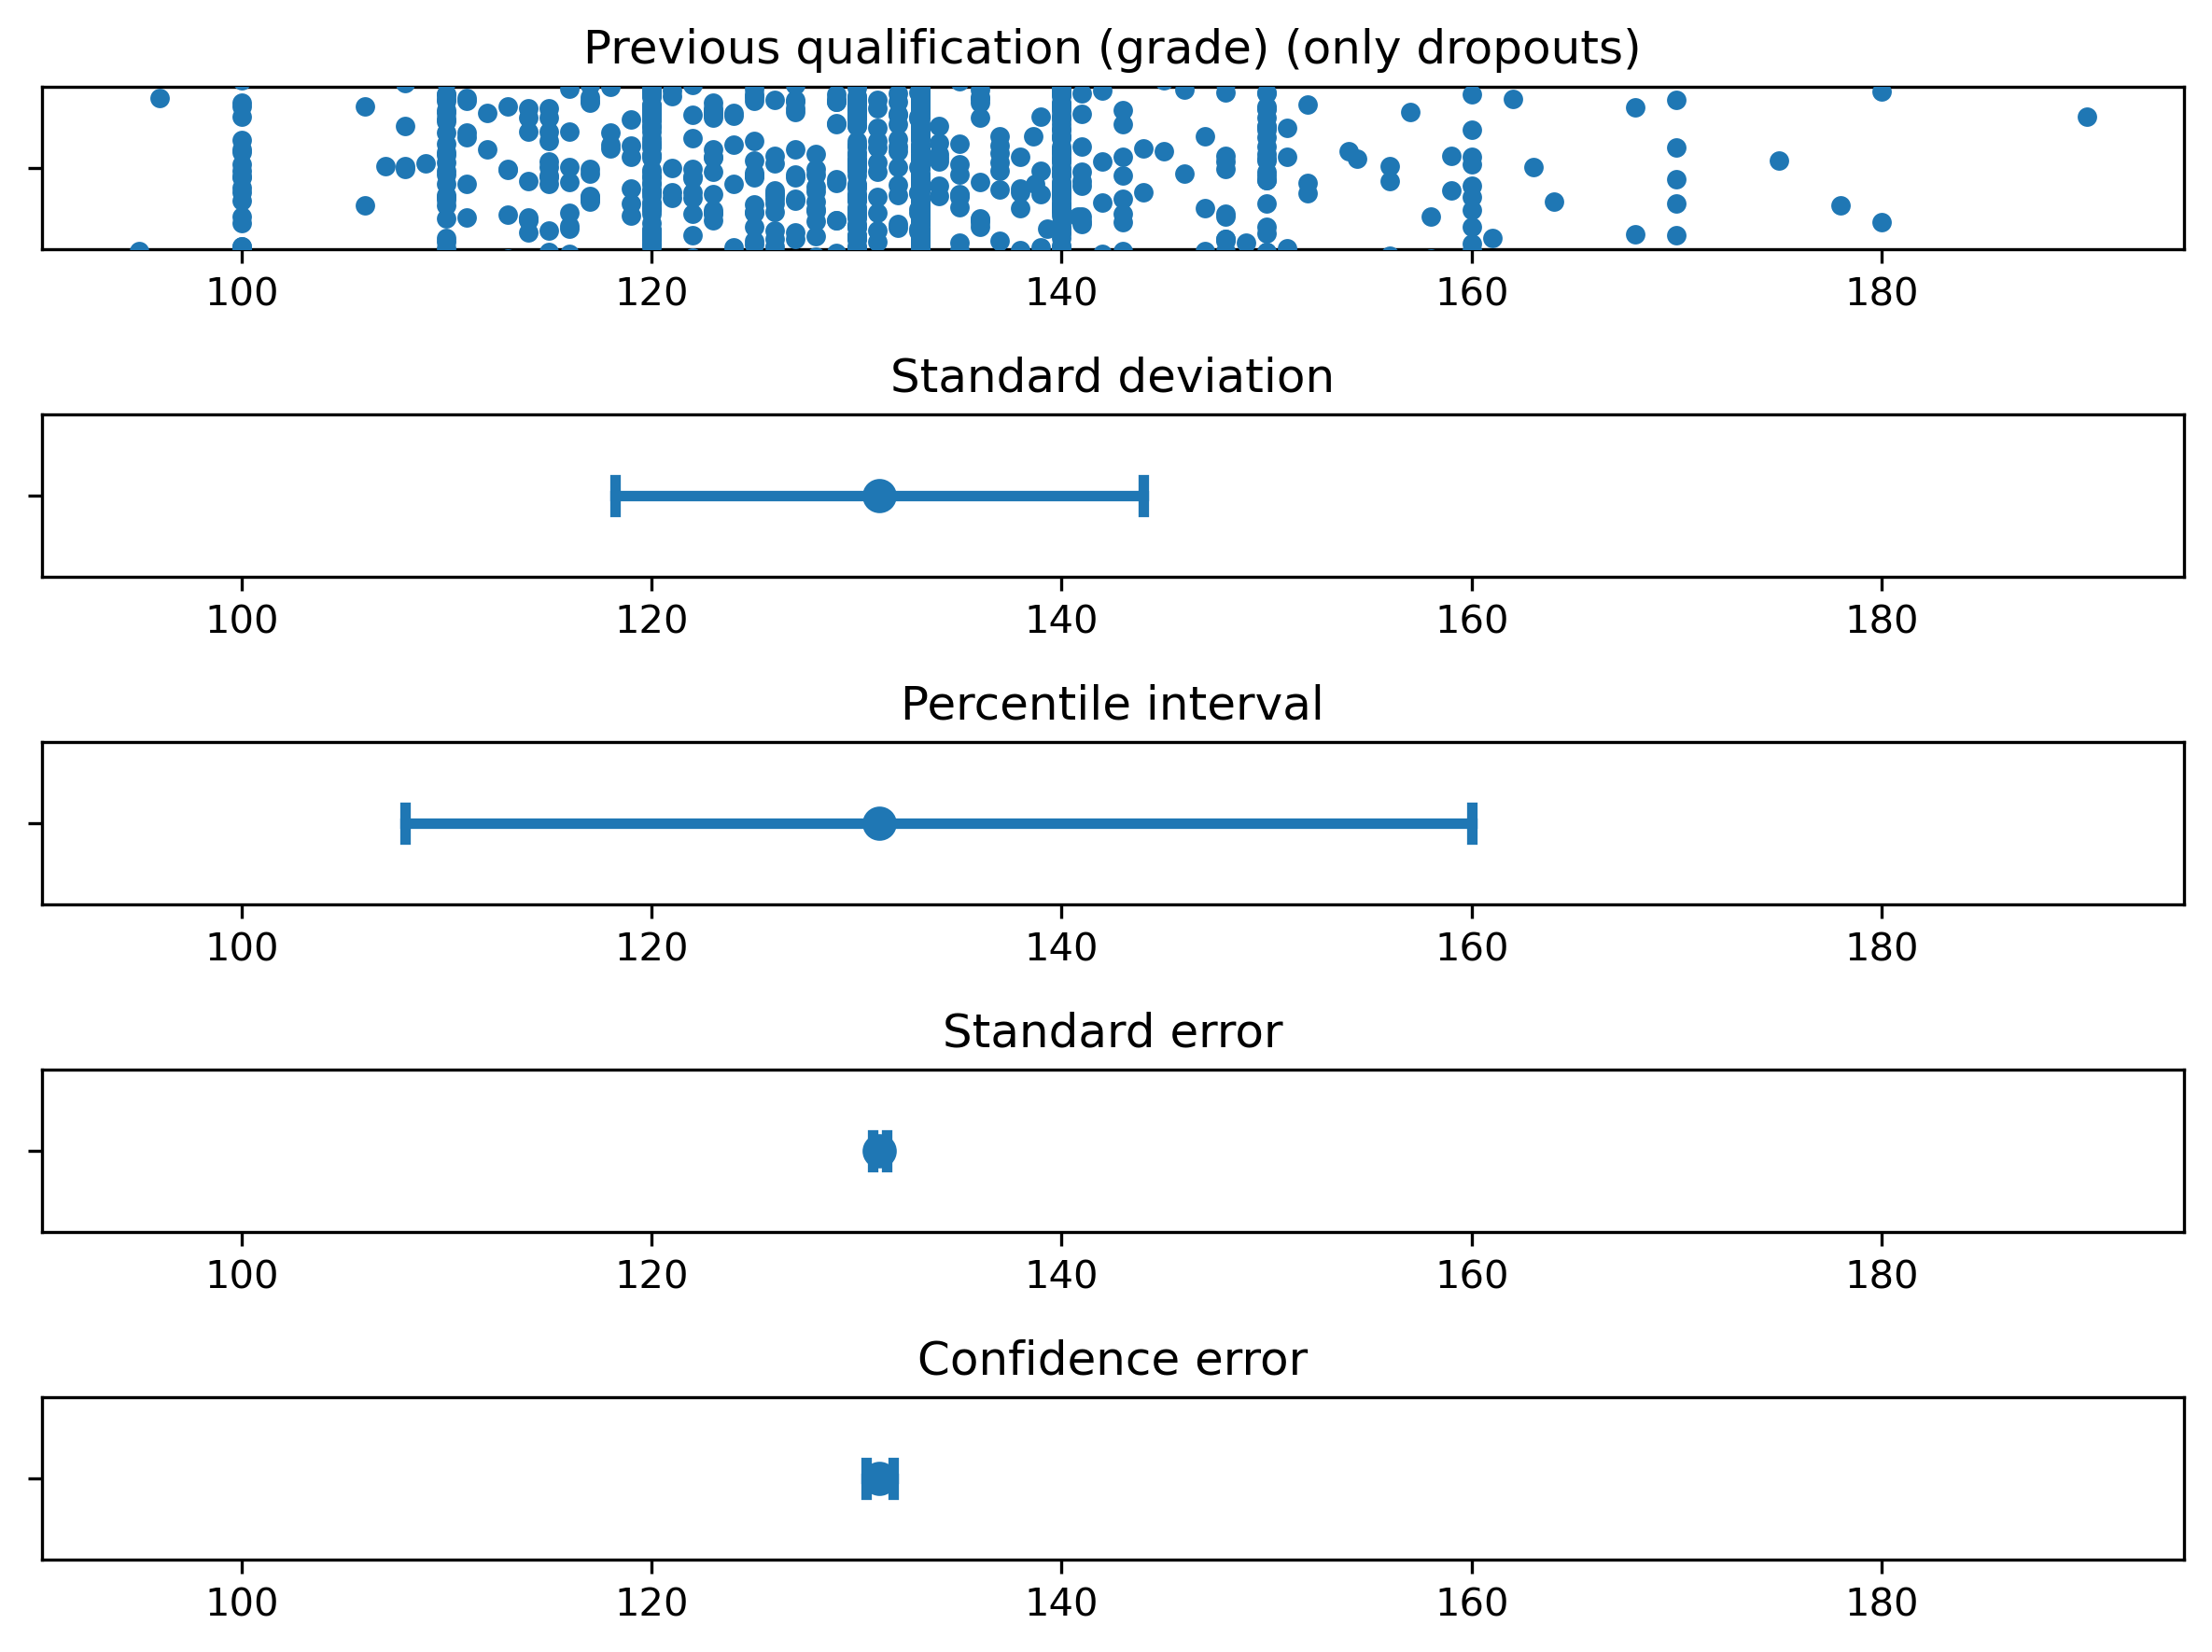 Previous qualification (grade) (only dropouts)
100 120 140 160 180
Standard deviation
100 120 140 160 180
Percentile interval
100 120 140 160 180
Standard error
100 120 140 160 180
Confidence error
100 120 140 160 180